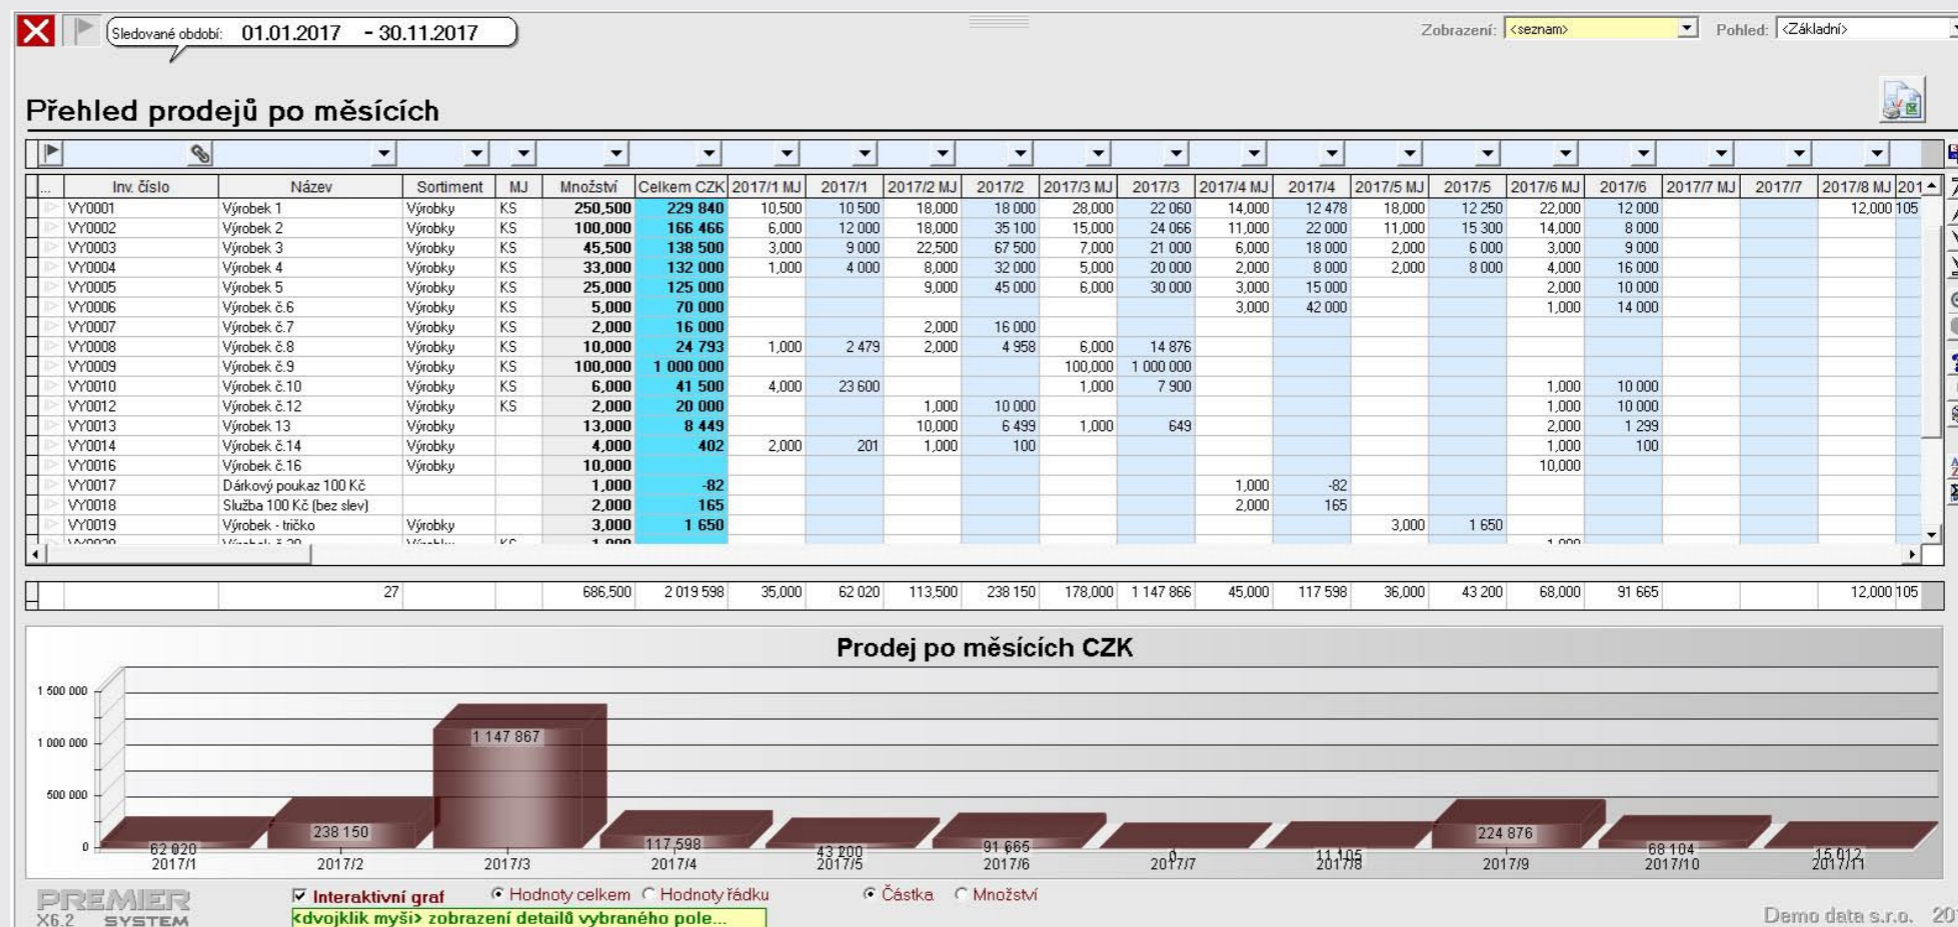 Sledované období: 01.01.2017 - 30.11.2017
Zobrazení: <seznam> Pohled: <Základní>
Přehled prodejů po měsících
... Inv. číslo Název Sortiment MJ Množství Celkem CZK 2017/1 MJ 2017/1 2017/2 MJ 2017/2 2017/3 MJ 2017/3 2017/4 MJ 2017/4 2017/5 MJ 2017/5 2017/6 MJ 2017/6 2017/7 MJ 2017/7 2017/8 MJ 201
VY0001 Výrobek 1 Výrobky KS 250,500 229 840 10,500 10 500 18,000 18 000 28,000 22 060 14,000 12 478 18,000 12 250 22,000 12 000 12,000 105
VY0002 Výrobek 2 Výrobky KS 100,000 166 466 6,000 12 000 18,000 35 100 15,000 24 066 11,000 22 000 11,000 15 300 14,000 8 000
VY0003 Výrobek 3 Výrobky KS 45,500 138 500 3,000 9 000 22,500 67 500 7,000 21 000 6,000 18 000 2,000 6 000 3,000 9 000
VY0004 Výrobek 4 Výrobky KS 33,000 132 000 1,000 4 000 8,000 32 000 5,000 20 000 2,000 8 000 2,000 8 000 4,000 16 000
VY0005 Výrobek 5 Výrobky KS 25,000 125 000 9,000 45 000 6,000 30 000 3,000 15 000 2,000 10 000
VY0006 Výrobek č.6 Výrobky KS 5,000 70 000 3,000 42 000 1,000 14 000
VY0007 Výrobek č.7 Výrobky KS 2,000 16 000 2,000 16 000
VY0008 Výrobek č.8 Výrobky KS 10,000 24 793 1,000 2 479 2,000 4 958 6,000 14 876
VY0009 Výrobek č.9 Výrobky KS 100,000 1 000 000 100,000 1 000 000
VY0010 Výrobek č.10 Výrobky KS 6,000 41 500 4,000 23 600 1,000 7 900 1,000 10 000
VY0012 Výrobek č.12 Výrobky KS 2,000 20 000 1,000 10 000 1,000 10 000
VY0013 Výrobek 13 Výrobky 13,000 8 449 10,000 6 499 1,000 649 2,000 1 299
VY0014 Výrobek č.14 Výrobky 4,000 402 2,000 201 1,000 100 1,000 100
VY0016 Výrobek č.16 Výrobky 10,000 10,000
VY0017 Dárkový poukaz 100 Kč 1,000 -82 1,000 -82
VY0018 Služba 100 Kč (bez slev) 2,000 165 2,000 165
VY0019 Výrobek - tričko Výrobky 3,000 1 650 3,000 1 650
27 686,500 2 019 598 35,000 62 020 113,500 238 150 178,000 1 147 866 45,000 117 598 36,000 43 200 68,000 91 665 12,000 105
Prodej po měsících CZK
1 500 000
1 000 000
500 000
0
62 020 238 150 1 147 867 117 598 43 200 91 665 0 11 105 224 876 68 104 15 012
2017/1 2017/2 2017/3 2017/4 2017/5 2017/6 2017/7 2017/8 2017/9 2017/10 2017/11
PREMIER
X6.2 SYSTEM
Interaktivní graf Hodnoty celkem Hodnoty řádku Částka Množství
<dvojklik myši> zobrazení detailů vybraného pole...
Demo data s.r.o. 201